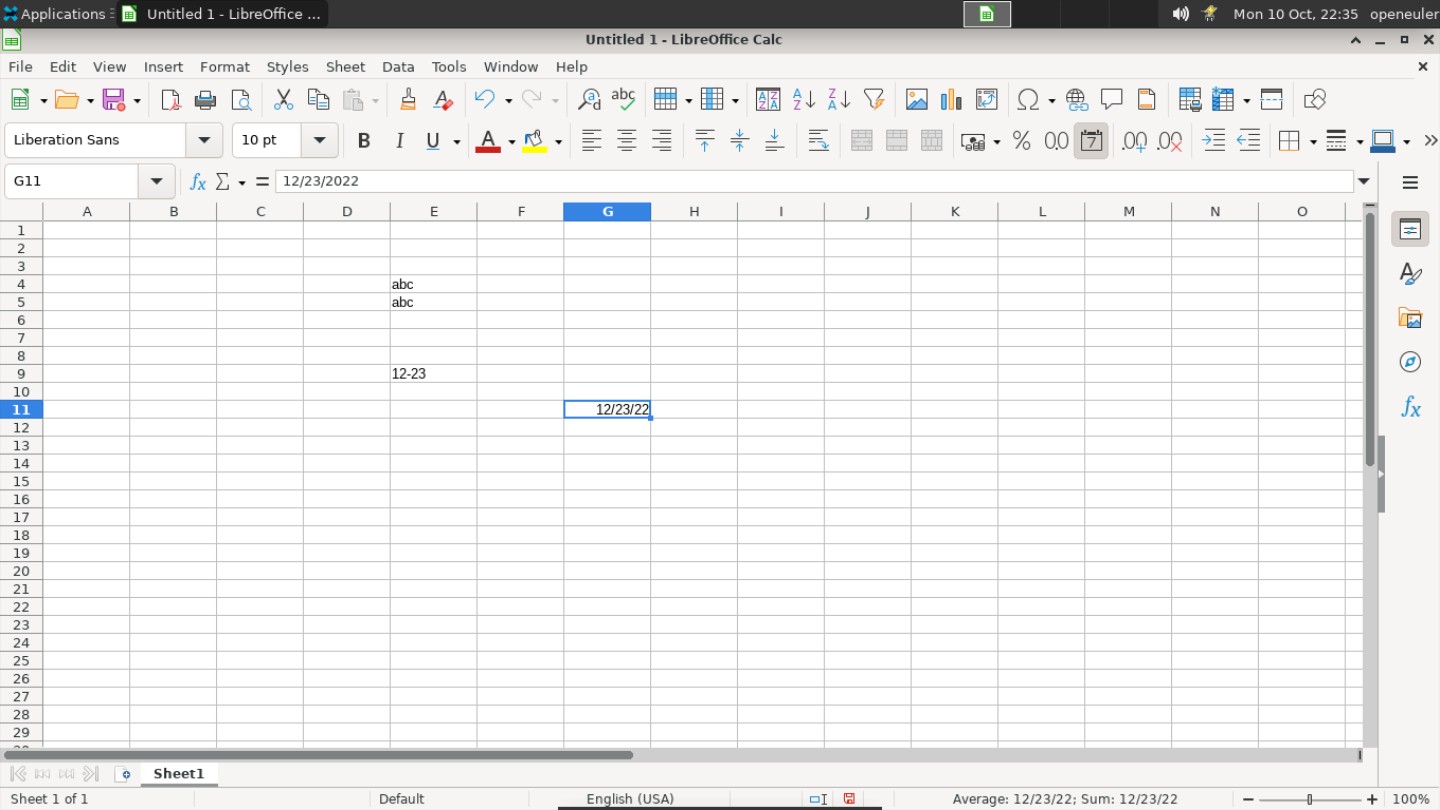 Applications Untitled 1 - LibreOffice ... Mon 10 Oct, 22:35 openeuler
Untitled 1 - LibreOffice Calc
File Edit View Insert Format Styles Sheet Data Tools Window Help
Liberation Sans 10 pt
G11 12/23/2022
A B C D E F G H I J K L M N O
1
2
3
4 abc
5 abc
6
7
8
9 12-23
10
11 12/23/22
12
13
14
15
16
17
18
19
20
21
22
23
24
25
26
27
28
29
Sheet1
Sheet 1 of 1 Default English (USA) Average: 12/23/22; Sum: 12/23/22 100%